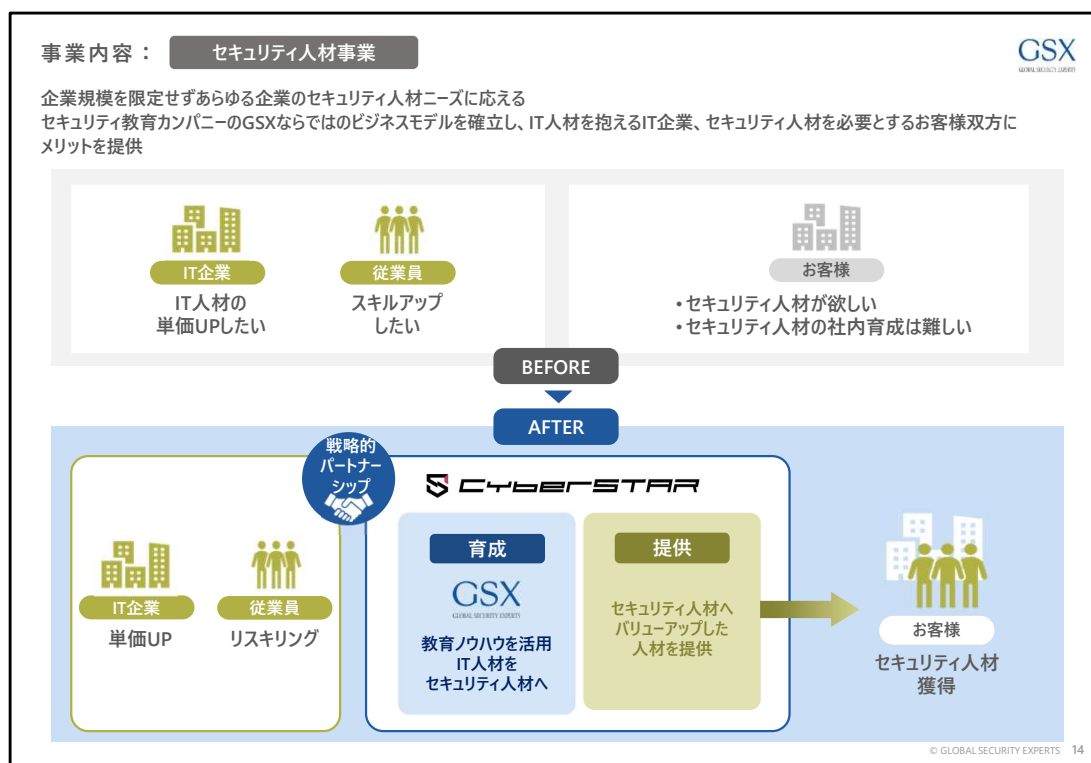 事業内容： セキュリティ人材事業
GSX
GLOBAL SECURITY EXPERTS
企業規模を限定せずあらゆる企業のセキュリティ人材ニーズに応える
セキュリティ教育カンパニーのGSXならではのビジネスモデルを確立し、IT人材を抱えるIT企業、セキュリティ人材を必要とするお客様双方に
メリットを提供
IT企業
IT人材の
単価UPしたい
従業員
スキルアップ
したい
お客様
・セキュリティ人材が欲しい
・セキュリティ人材の社内育成は難しい
BEFORE
AFTER
戦略的
パートナー
シップ
IT企業
単価UP
従業員
リスキリング
CyberSTAR
育成
GSX
GLOBAL SECURITY EXPERTS
教育ノウハウを活用
IT人材を
セキュリティ人材へ
提供
セキュリティ人材へ
バリューアップした
人材を提供
お客様
セキュリティ人材
獲得
© GLOBAL SECURITY EXPERTS 14